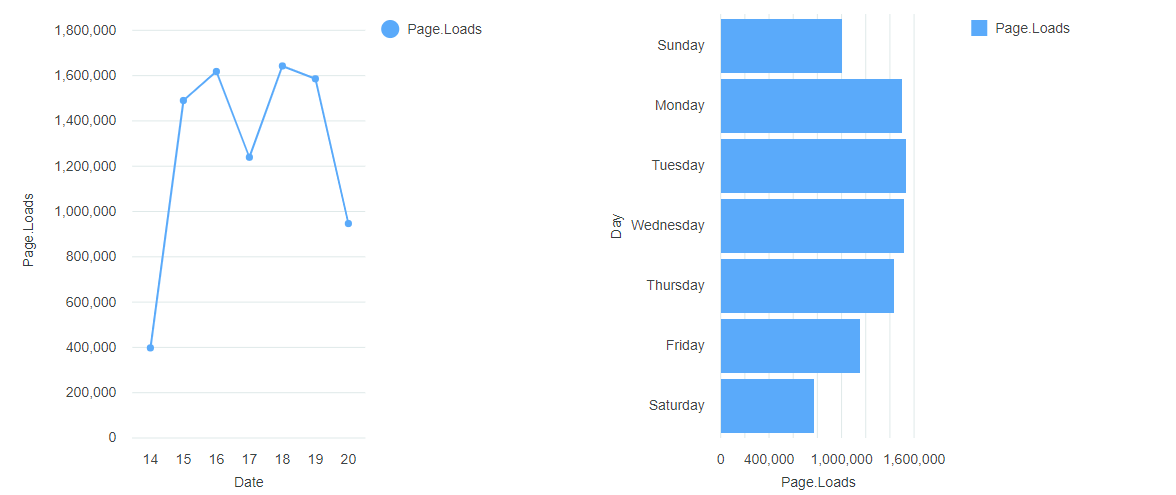 1,800,000
1,600,000
1,400,000
1,200,000
1,000,000
800,000
600,000
400,000
200,000
0
Page.Loads
14 15 16 17 18 19 20
Date
Page.Loads
Sunday
Monday
Tuesday
Wednesday
Thursday
Friday
Saturday
Day
0 400,000 1,000,000 1,600,000
Page.Loads
Page.Loads